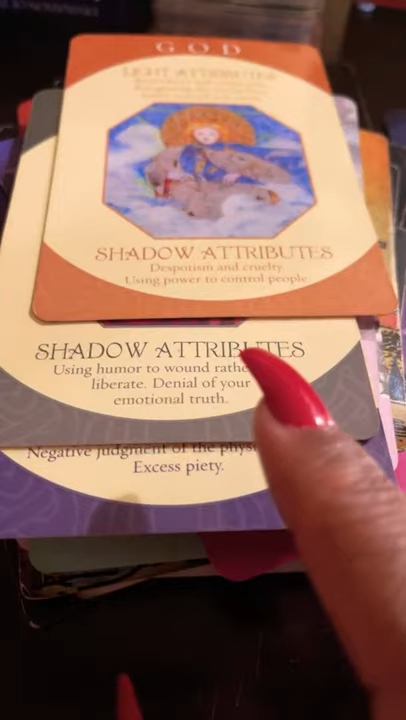 GOD
LIGHT ATTRIBUTES
SHADOW ATTRIBUTES
Despotism and cruelty
Using power to control people
SHADOW ATTRIBUTES
Using humor to wound rathe
liberate. Denial of your
emotional truth.
Negative judgment of the phys
Excess piety.